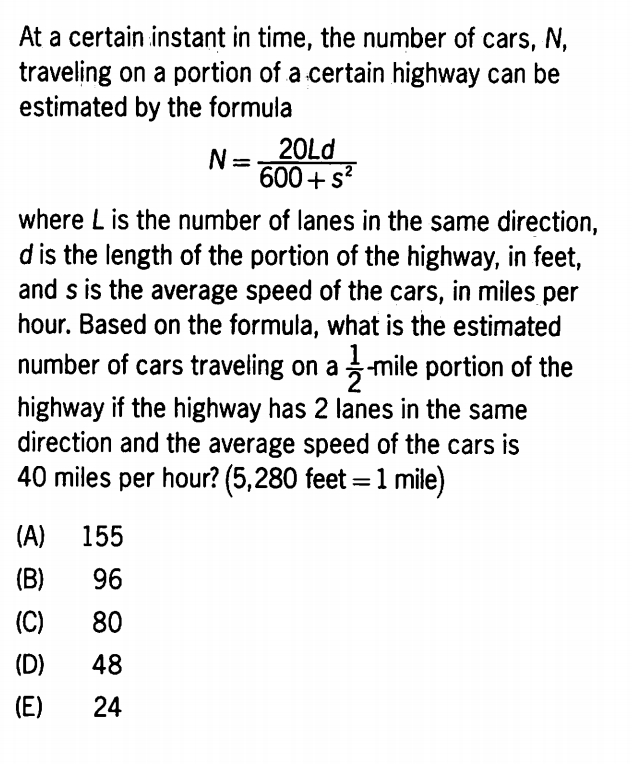 At a certain instant in time, the number of cars, N,
traveling on a portion of a certain highway can be
estimated by the formula
N = 20Ld / (600 + s²)
where L is the number of lanes in the same direction,
d is the length of the portion of the highway, in feet,
and s is the average speed of the cars, in miles per
hour. Based on the formula, what is the estimated
number of cars traveling on a 1/2-mile portion of the
highway if the highway has 2 lanes in the same
direction and the average speed of the cars is
40 miles per hour? (5,280 feet = 1 mile)
(A) 155
(B) 96
(C) 80
(D) 48
(E) 24